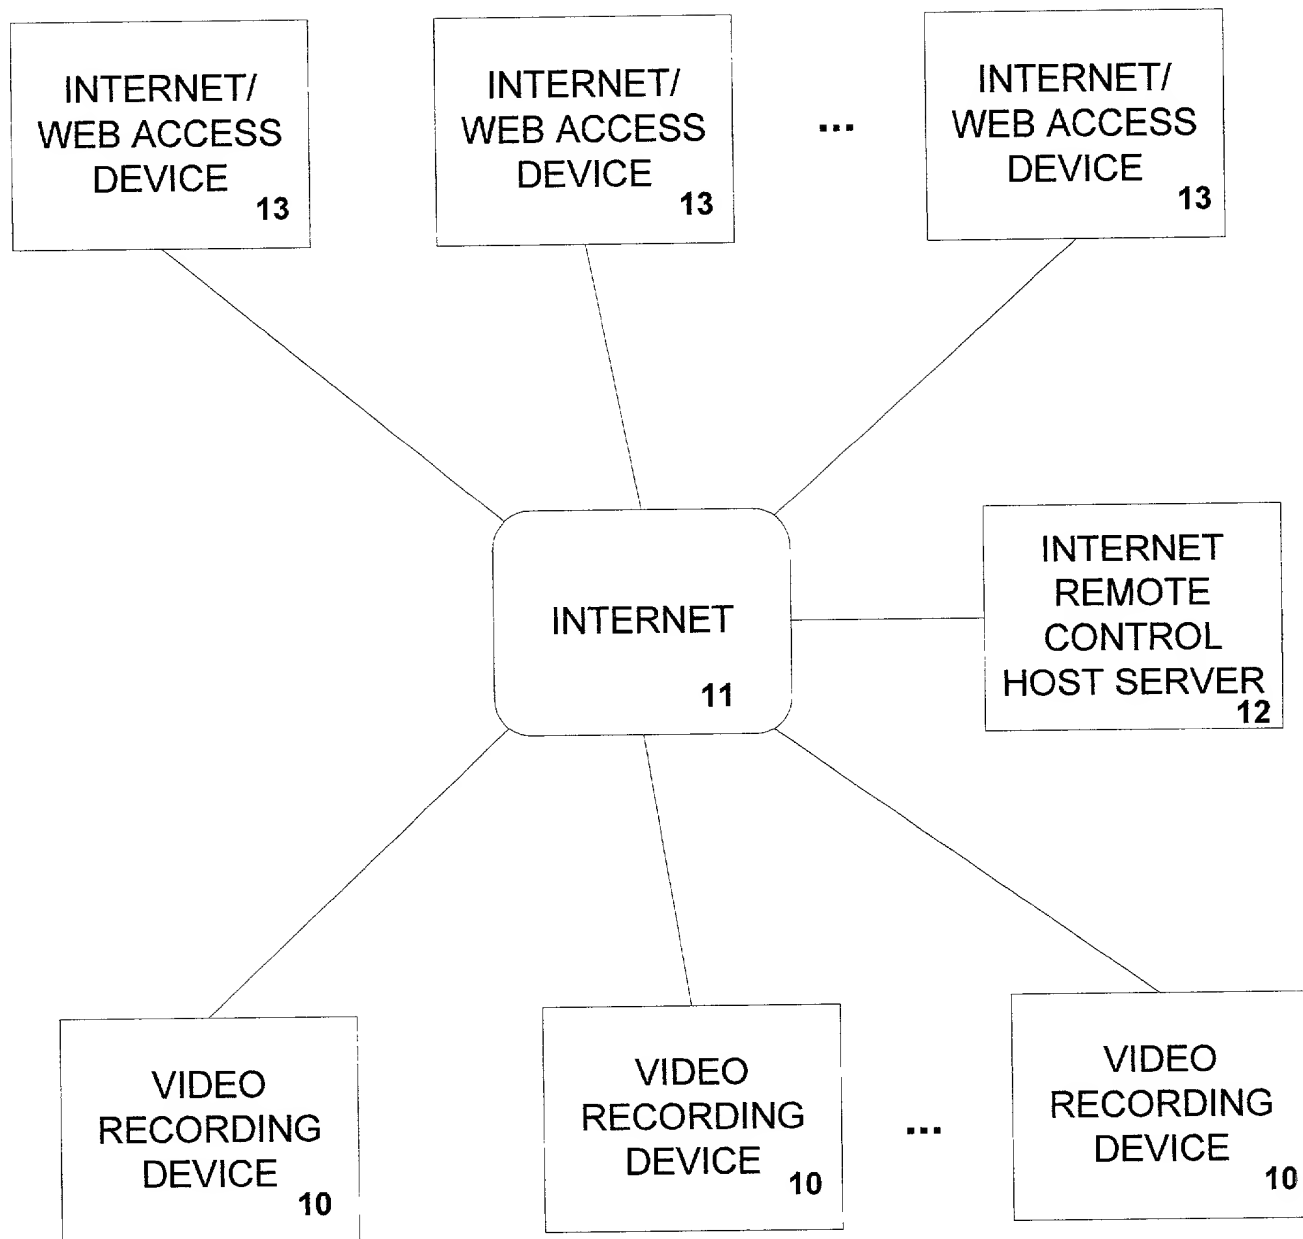 INTERNET/
WEB ACCESS
DEVICE
13
INTERNET/
WEB ACCESS
DEVICE
13
...
INTERNET/
WEB ACCESS
DEVICE
13
INTERNET
11
INTERNET
REMOTE
CONTROL
HOST SERVER
12
VIDEO
RECORDING
DEVICE
10
VIDEO
RECORDING
DEVICE
10
...
VIDEO
RECORDING
DEVICE
10